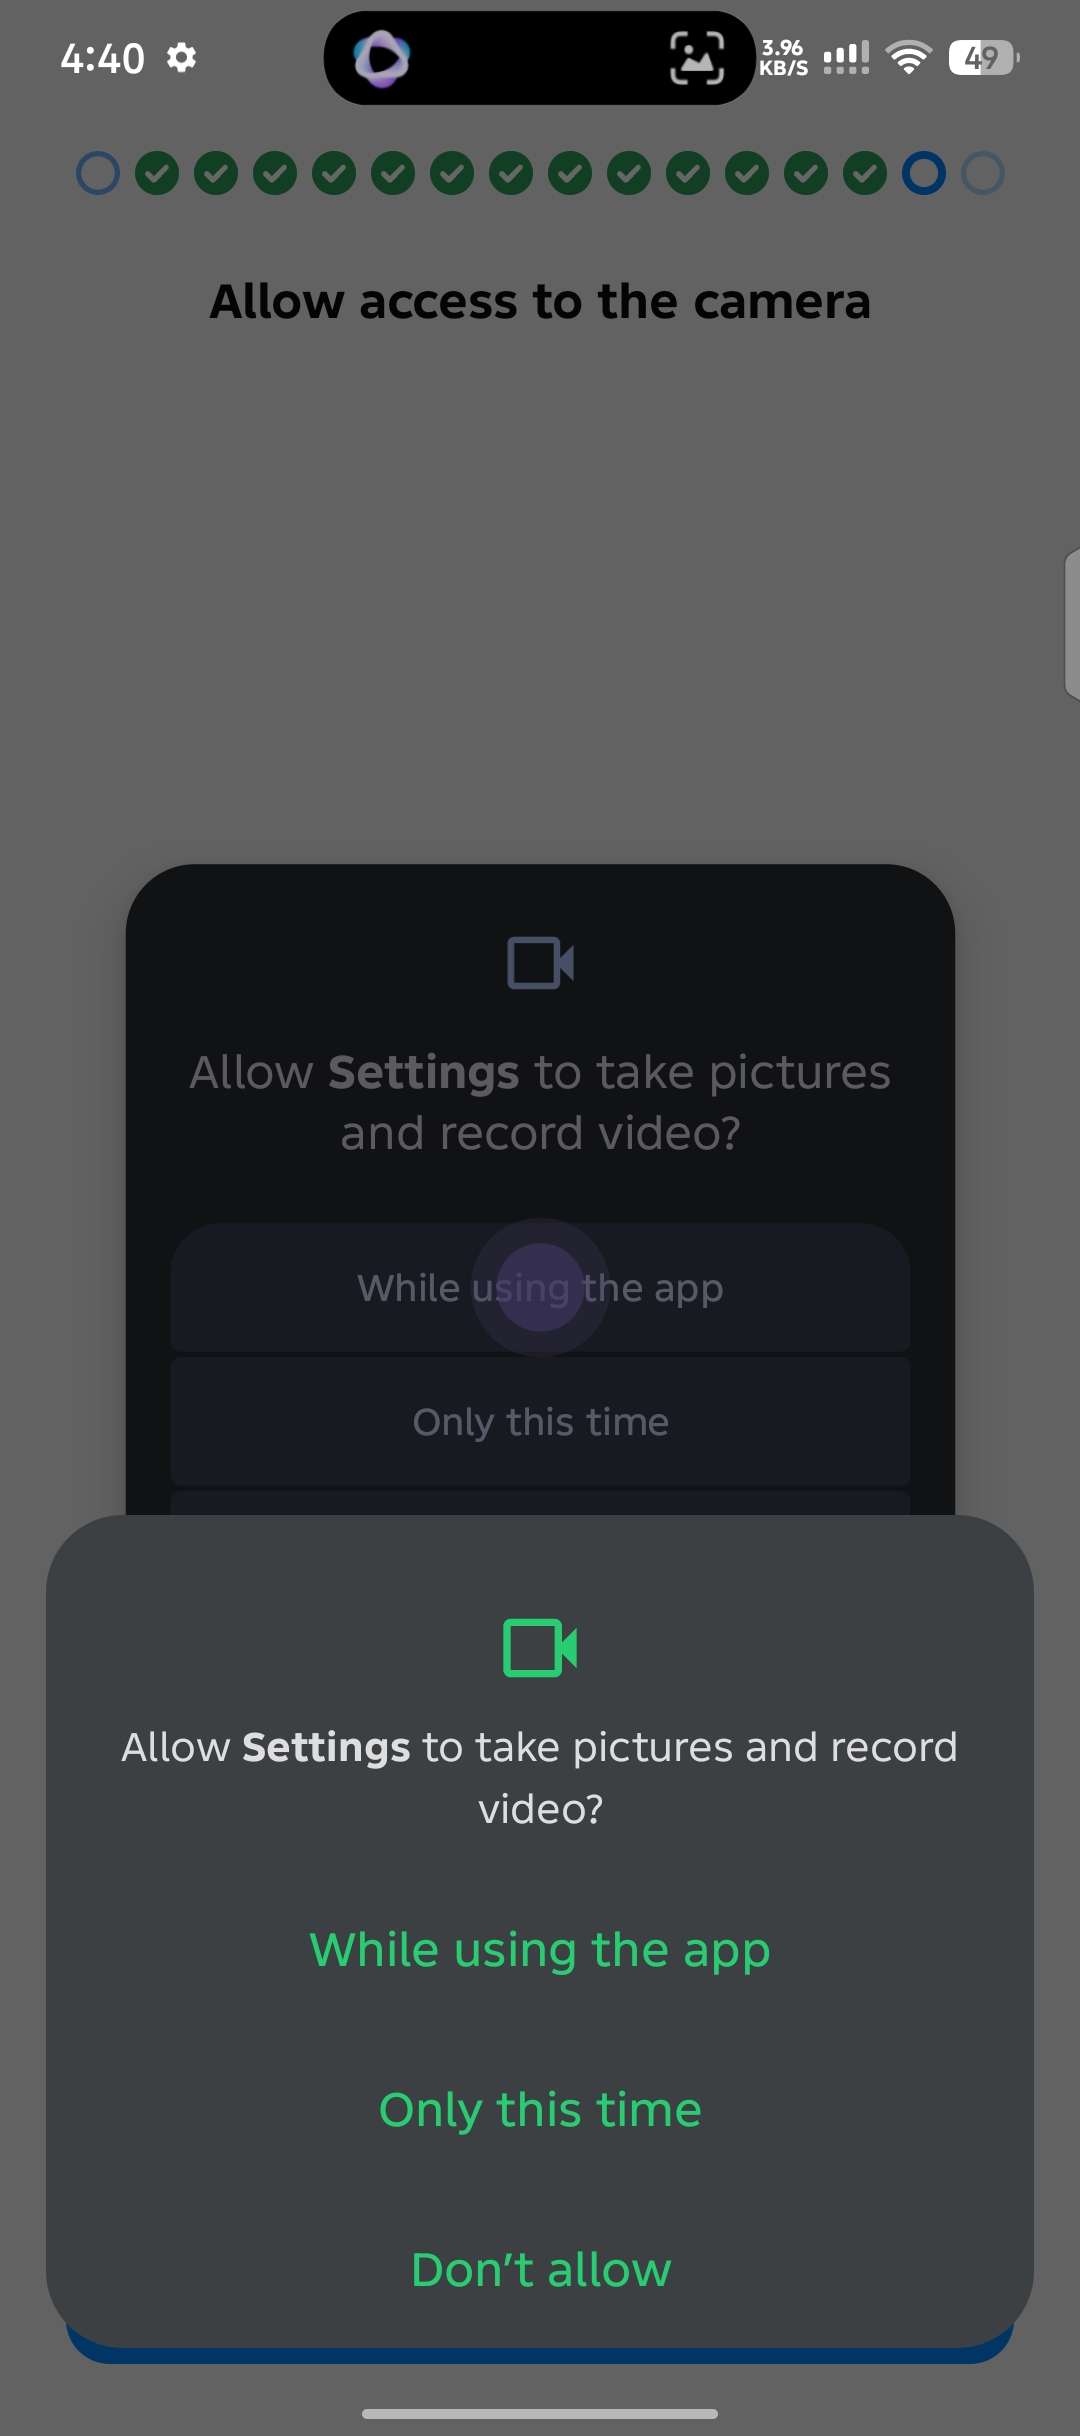 4:40
3.96
KB/S
49
Allow access to the camera
Allow Settings to take pictures
and record video?
While using the app
Only this time
Allow Settings to take pictures and record
video?
While using the app
Only this time
Don't allow